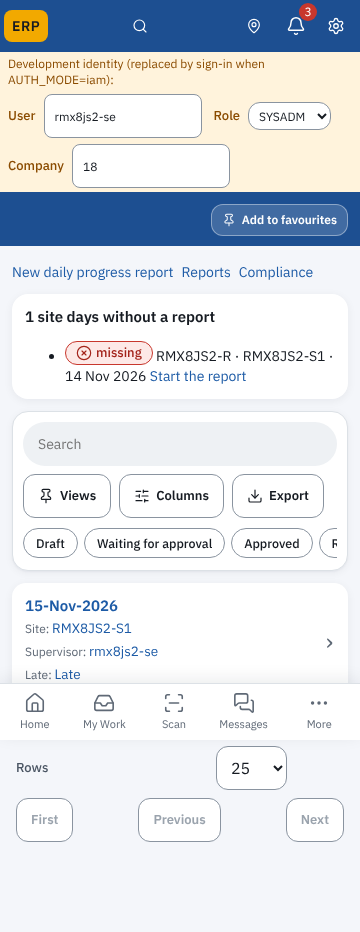 ERP
3
Development identity (replaced by sign-in when
AUTH_MODE=iam):
User rmx8js2-se Role SYSADM
Company 18
Add to favourites
New daily progress report Reports Compliance
1 site days without a report
• missing RMX8JS2-R · RMX8JS2-S1 ·
14 Nov 2026 Start the report
Search
Views Columns Export
Draft Waiting for approval Approved
15-Nov-2026
Site: RMX8JS2-S1
Supervisor: rmx8js2-se
Late: Late
Home My Work Scan Messages More
Rows 25
First Previous Next